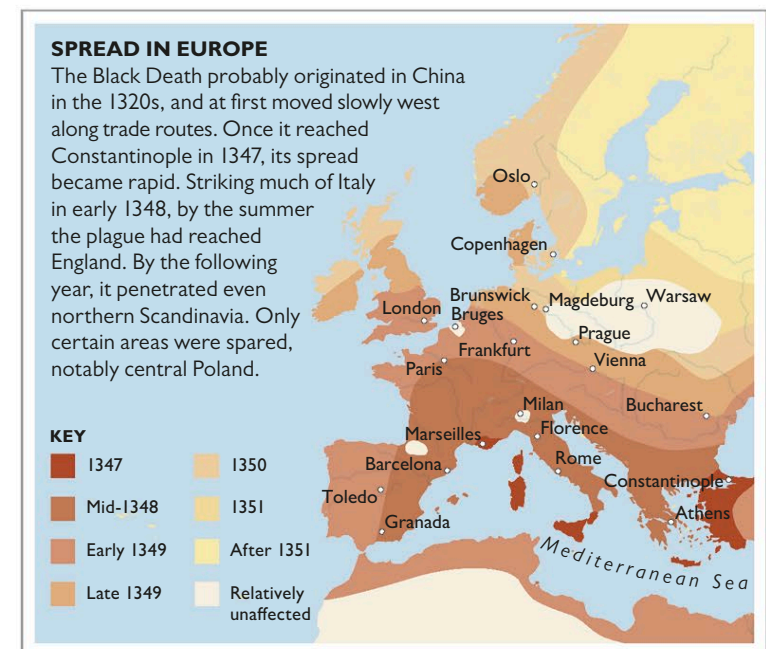 SPREAD IN EUROPE
The Black Death probably originated in China
in the 1320s, and at first moved slowly west
along trade routes. Once it reached
Constantinople in 1347, its spread
became rapid. Striking much of Italy
in early 1348, by the summer
the plague had reached
England. By the following
year, it penetrated even
northern Scandinavia. Only
certain areas were spared,
notably central Poland.
Oslo
Copenhagen
London
Brunswick
Bruges
Magdeburg
Warsaw
Prague
Frankfurt
Paris
Vienna
Milan
Bucharest
Marseilles
Florence
Barcelona
Rome
Constantinople
Toledo
Athens
Granada
Mediterranean Sea
KEY
1347
Mid-1348
Early 1349
Late 1349
1350
1351
After 1351
Relatively
unaffected